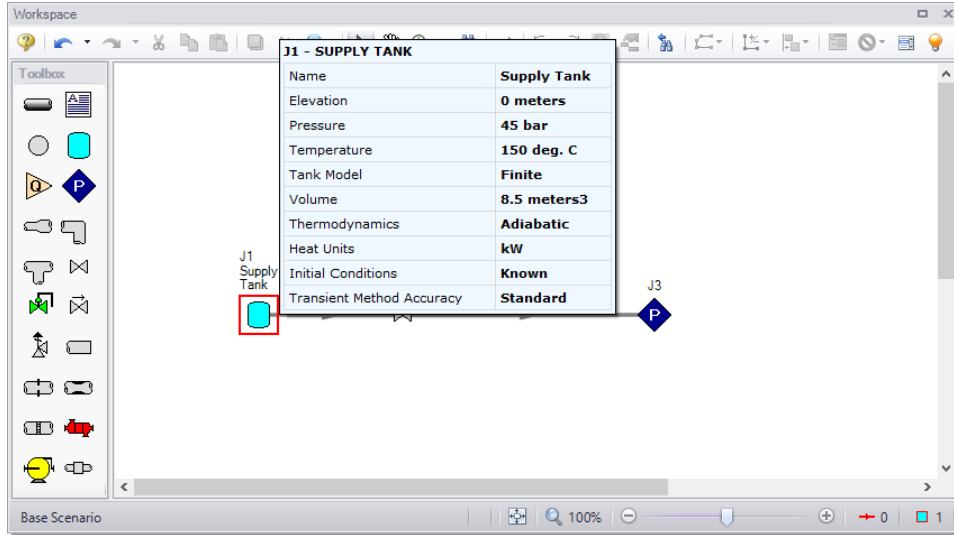 Workspace
J1 - SUPPLY TANK
Toolbox
A
Name Supply Tank
Elevation 0 meters
Pressure 45 bar
Temperature 150 deg. C
Tank Model Finite
Q P
Volume 8.5 meters3
Thermodynamics Adiabatic
Heat Units kW
Initial Conditions Known
Transient Method Accuracy Standard
J1
Supply
Tank
J3
P
Base Scenario 100% 0 1